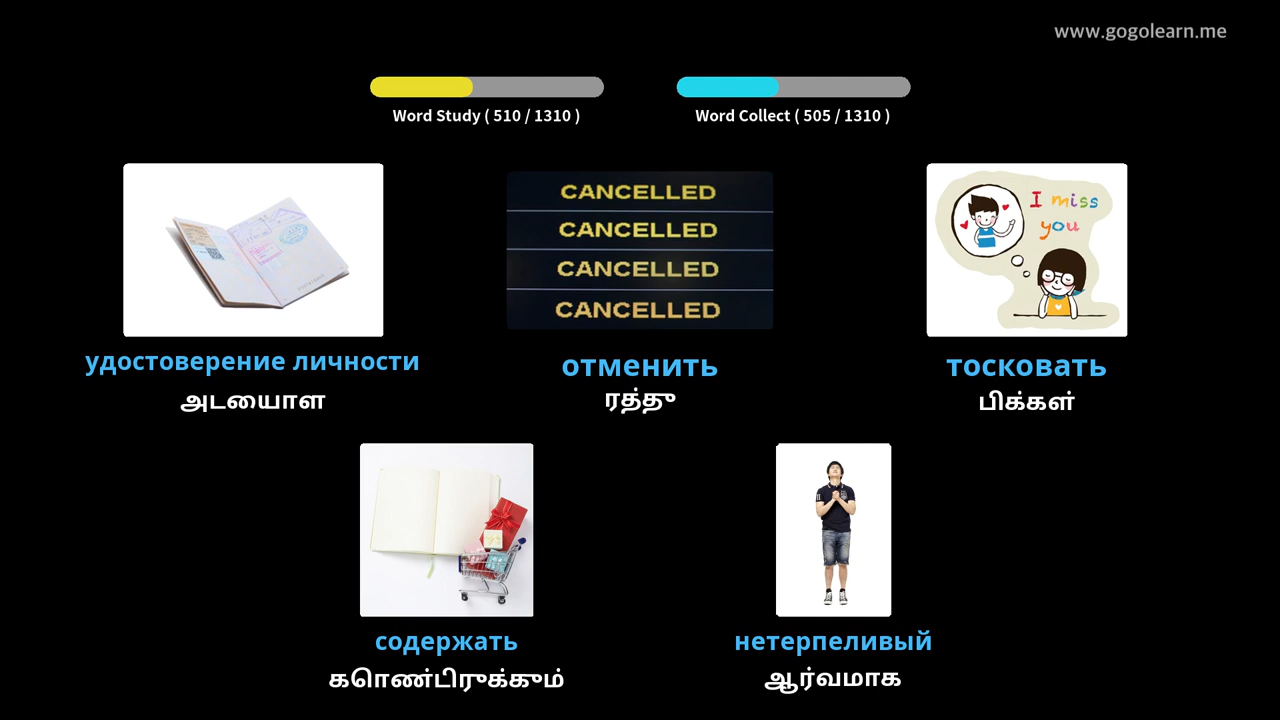 www.gogolearn.me
Word Study ( 510 / 1310 )
Word Collect ( 505 / 1310 )
CANCELLED
CANCELLED
CANCELLED
CANCELLED
I miss
you
удостоверение личности
отменить
тосковать
அடயைாள
ரத்து
பிக்கள்
содержать
нетерпеливый
கொண்டிருக்கும்
ஆர்வமாக